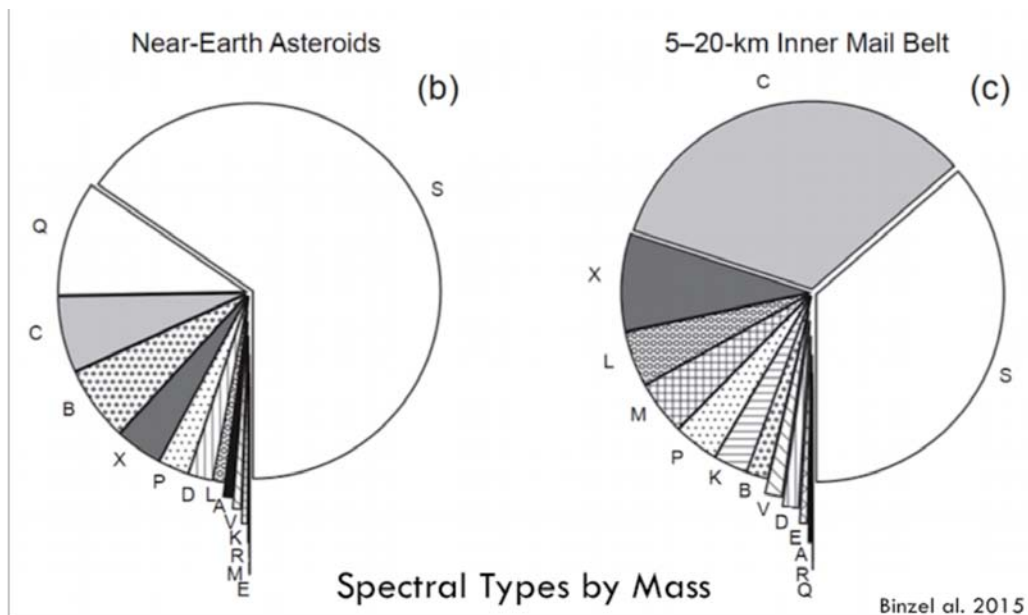 Near-Earth Asteroids
(b)
S
Q
C
B
X
P
D
L
A
V
K
R
M
E
5–20-km Inner Mail Belt
(c)
C
X
L
M
P
K
B
V
D
E
A
R
Q
S
Spectral Types by Mass
Binzel al. 2015